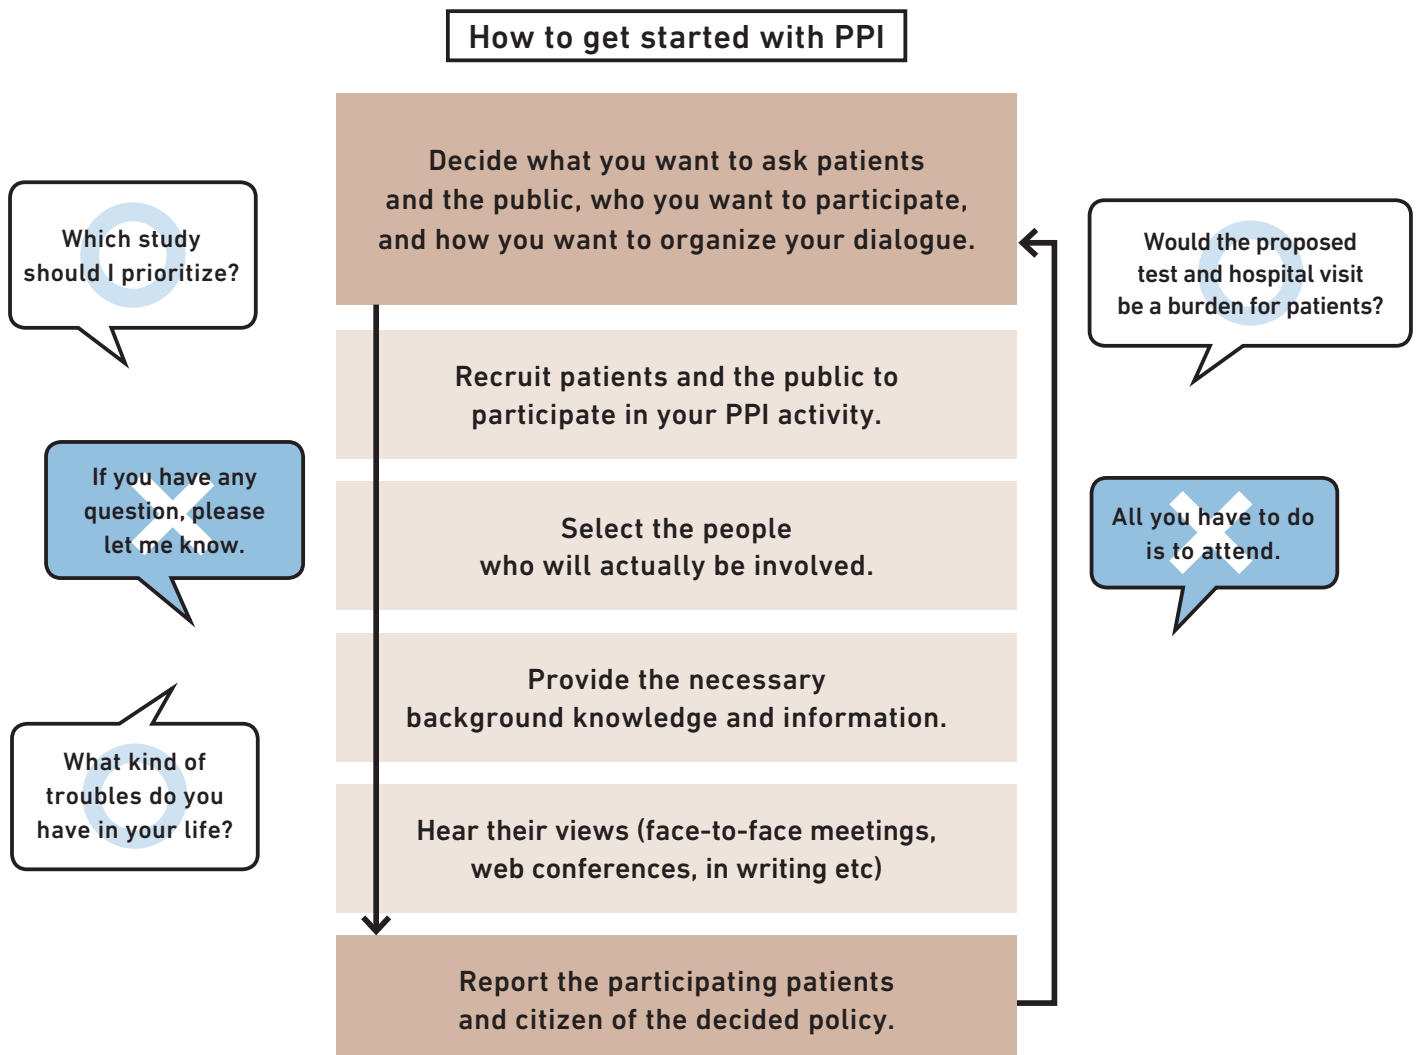 How to get started with PPI
Decide what you want to ask patients
and the public, who you want to participate,
and how you want to organize your dialogue.
Which study
should I prioritize?
Would the proposed
test and hospital visit
be a burden for patients?
Recruit patients and the public to
participate in your PPI activity.
If you have any
question, please
let me know.
Select the people
who will actually be involved.
All you have to do
is to attend.
Provide the necessary
background knowledge and information.
What kind of
troubles do you
have in your life?
Hear their views (face-to-face meetings,
web conferences, in writing etc)
Report the participating patients
and citizen of the decided policy.